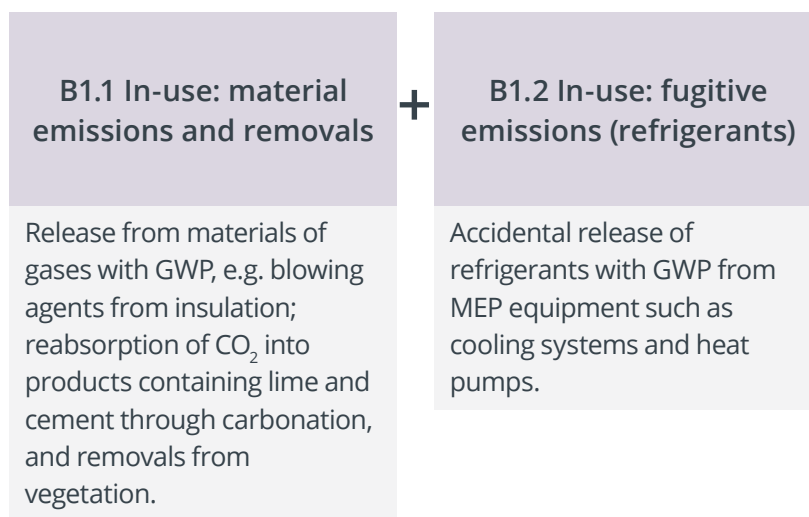 B1.1 In-use: material
emissions and removals
Release from materials of
gases with GWP, e.g. blowing
agents from insulation;
reabsorption of CO₂ into
products containing lime and
cement through carbonation,
and removals from
vegetation.
+
B1.2 In-use: fugitive
emissions (refrigerants)
Accidental release of
refrigerants with GWP from
MEP equipment such as
cooling systems and heat
pumps.